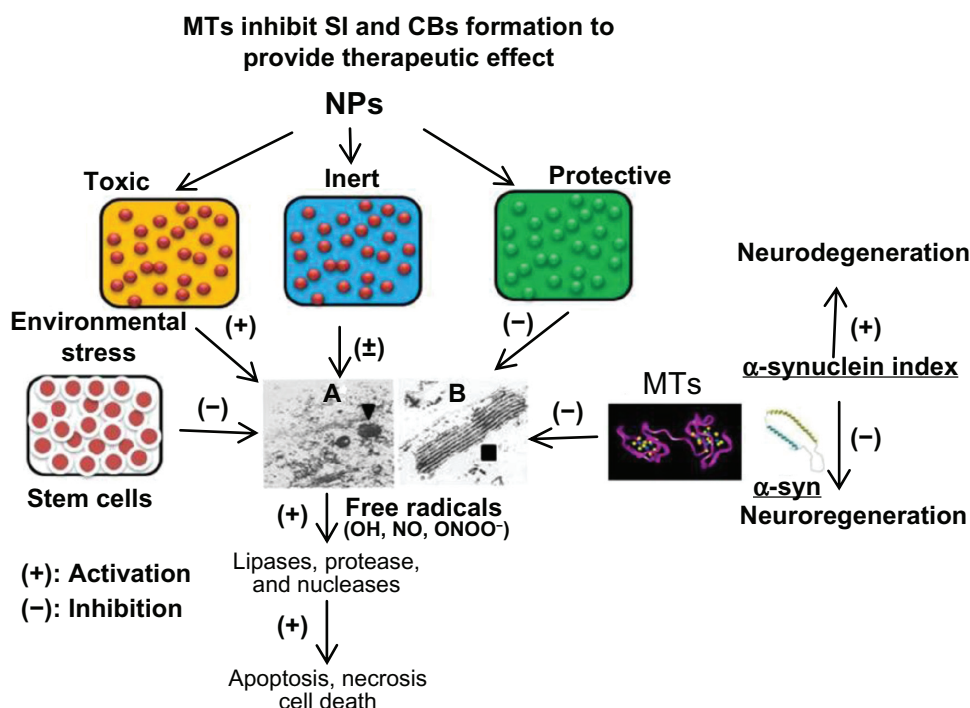 MTs inhibit SI and CBs formation to
provide therapeutic effect
NPs
Toxic
Inert
Protective
Environmental
stress
(+)
(±)
(−)
A
B
(−)
Stem cells
(−)
MTs
Neurodegeneration
(+)
α-synuclein index
(−)
α-syn
Neuroregeneration
(+)
Free radicals
(OH, NO, ONOO⁻)
Lipases, protease,
and nucleases
(+)
Apoptosis, necrosis
cell death
(+): Activation
(−): Inhibition